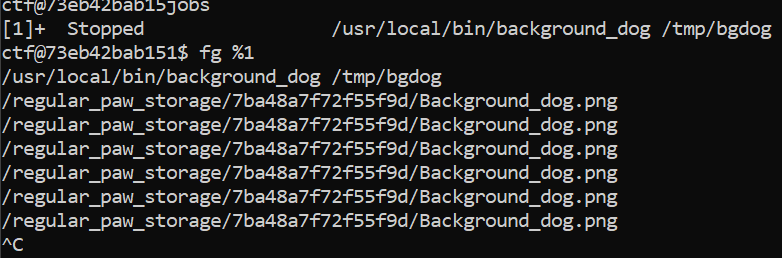 ctf@73eb42bab15jobs
[1]+  Stopped                 /usr/local/bin/background_dog /tmp/bgdog
ctf@73eb42bab151$ fg %1
/usr/local/bin/background_dog /tmp/bgdog
/regular_paw_storage/7ba48a7f72f55f9d/Background_dog.png
/regular_paw_storage/7ba48a7f72f55f9d/Background_dog.png
/regular_paw_storage/7ba48a7f72f55f9d/Background_dog.png
/regular_paw_storage/7ba48a7f72f55f9d/Background_dog.png
/regular_paw_storage/7ba48a7f72f55f9d/Background_dog.png
/regular_paw_storage/7ba48a7f72f55f9d/Background_dog.png
^C